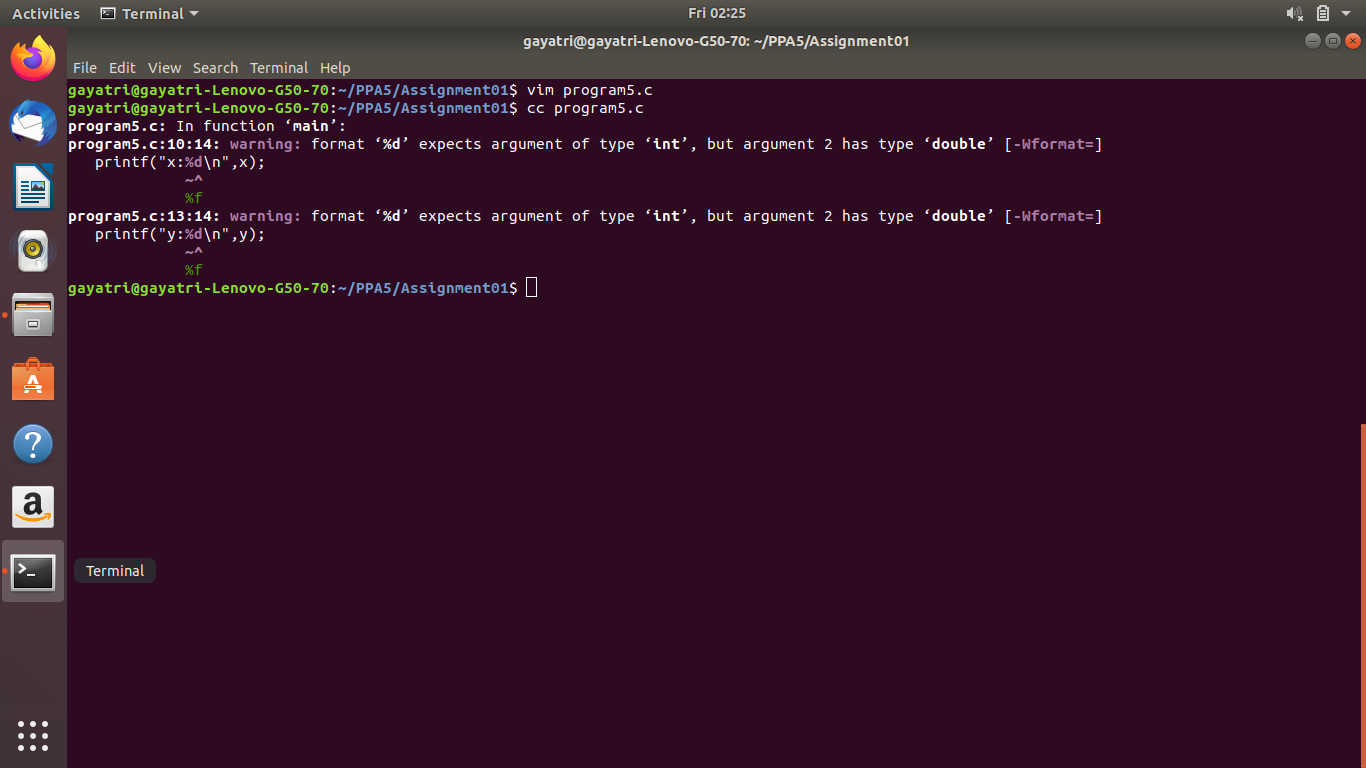 Activities Terminal Fri 02:25
gayatri@gayatri-Lenovo-G50-70: ~/PPA5/Assignment01
File Edit View Search Terminal Help
gayatri@gayatri-Lenovo-G50-70:~/PPA5/Assignment01$ vim program5.c
gayatri@gayatri-Lenovo-G50-70:~/PPA5/Assignment01$ cc program5.c
program5.c: In function ‘main’:
program5.c:10:14: warning: format ‘%d’ expects argument of type ‘int’, but argument 2 has type ‘double’ [-Wformat=]
   printf("x:%d\n",x);
             ~^
             %f
program5.c:13:14: warning: format ‘%d’ expects argument of type ‘int’, but argument 2 has type ‘double’ [-Wformat=]
   printf("y:%d\n",y);
             ~^
             %f
gayatri@gayatri-Lenovo-G50-70:~/PPA5/Assignment01$
Terminal